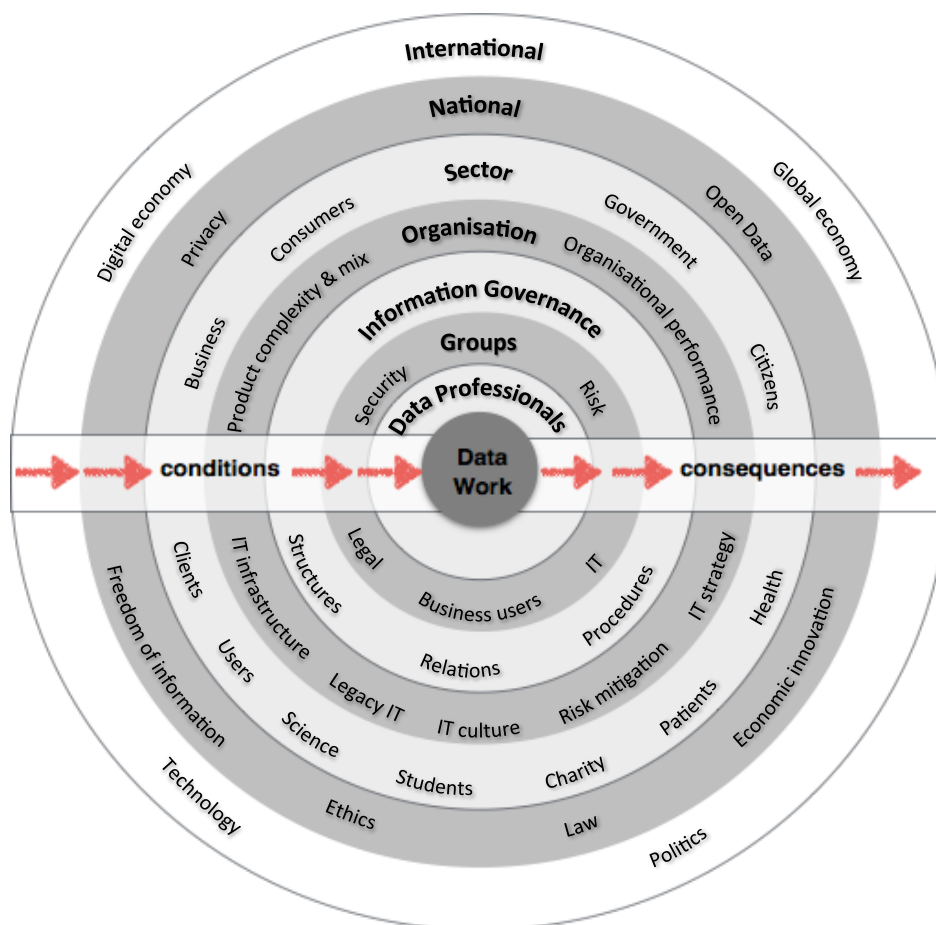 International
National
Sector
Organisation
Information Governance
Groups
Data Professionals
Data
Work
conditions
consequences
Digital economy
Global economy
Technology
Politics
Privacy
Open Data
Freedom of information
Ethics
Law
Economic innovation
Consumers
Government
Business
Citizens
Clients
Users
Science
Students
Charity
Patients
Health
Product complexity & mix
Organisational performance
IT infrastructure
Legacy IT
IT culture
Risk mitigation
IT strategy
Structures
Relations
Procedures
Security
Risk
Legal
Business users
IT